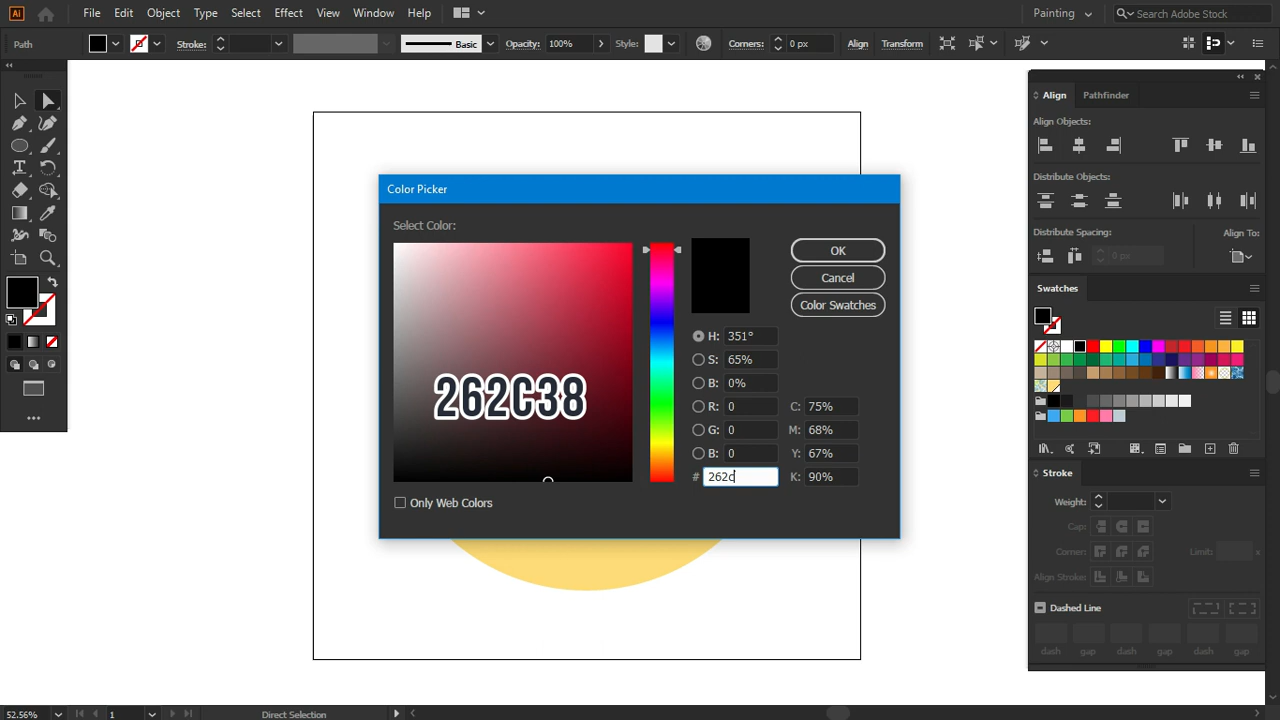 Ai File Edit Object Type Select Effect View Window Help Painting Search Adobe Stock
Path Stroke: Basic Opacity: 100% Style: Corners: 0 px Align Transform
Align Pathfinder
Align Objects:
Distribute Objects:
Distribute Spacing: Align To:
0 px
Swatches
Stroke
Weight:
Cap:
Corner: Limit: x
Align Stroke:
Dashed Line
dash gap dash gap dash gap
Color Picker
Select Color:
OK
Cancel
Color Swatches
H: 351°
S: 65%
B: 0%
R: 0 C: 75%
G: 0 M: 68%
B: 0 Y: 67%
# 262c K: 90%
262C38
Only Web Colors
52.56% 1 Direct Selection